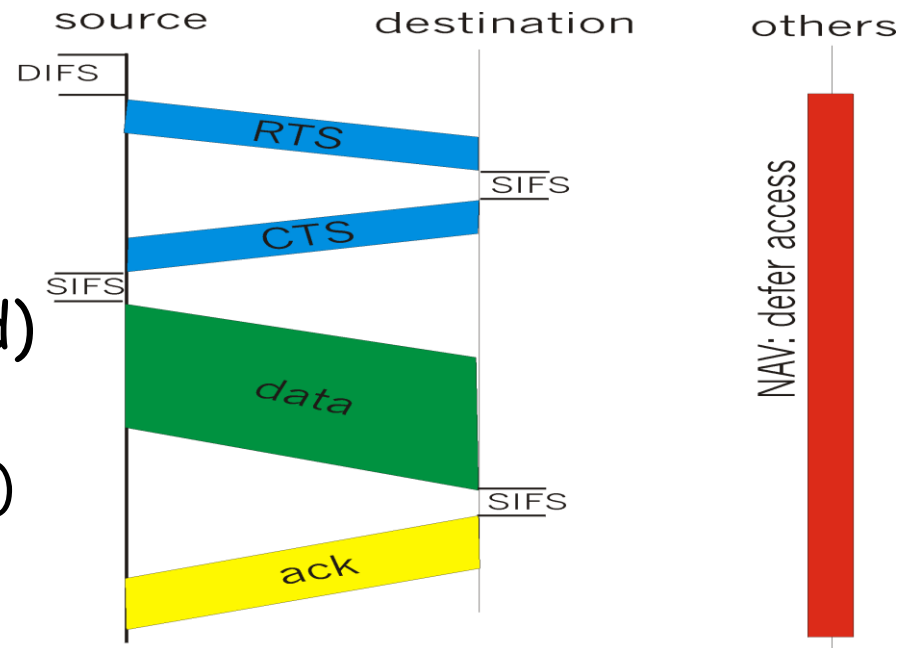 source destination others
DIFS
RTS
SIFS
CTS
SIFS
d)
data
)
SIFS
ack
NAV: defer access